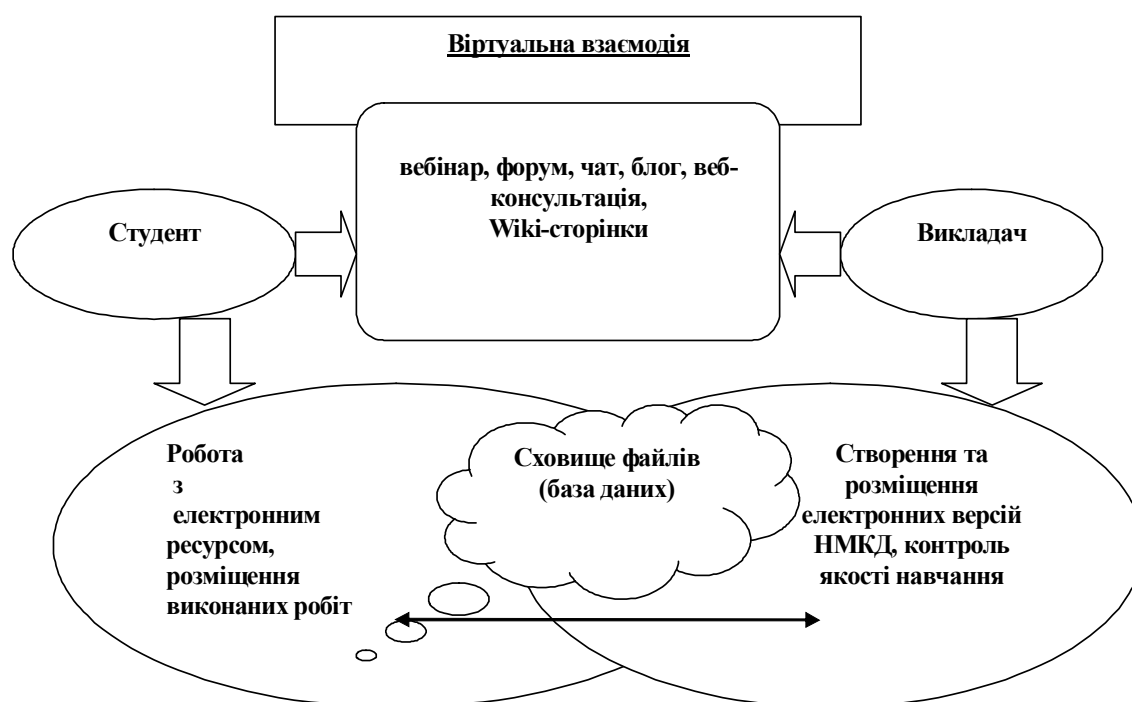 Віртуальна взаємодія
вебінар, форум, чат, блог, веб-
консультація,
Wiki-сторінки
Студент
Викладач
Робота
з
електронним
ресурсом,
розміщення
виконаних робіт
Сховище файлів
(база даних)
Створення та
розміщення
електронних версій
НМКД, контроль
якості навчання